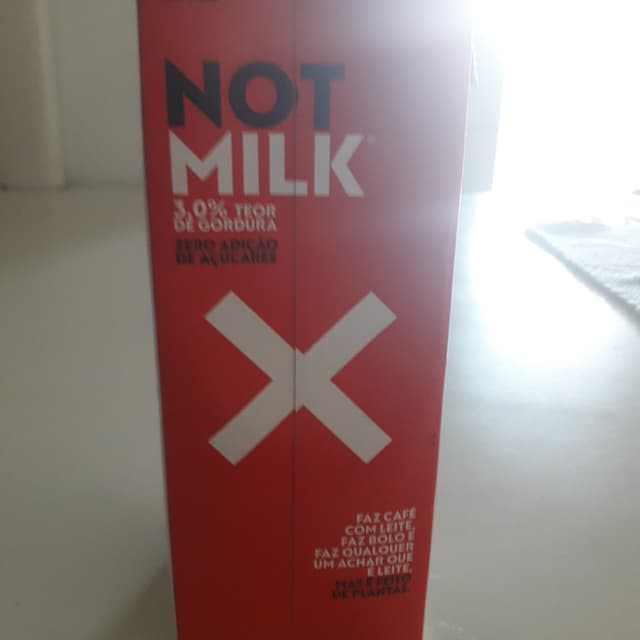 NOT
MILK
3,0% TEOR
DE GORDURA
ZERO ADIÇÃO
DE AÇÚCARES
FAZ CAFÉ
COM LEITE,
FAZ BOLO E
FAZ QUALQUER
UM ACHAR QUE
É LEITE,
MAS É FEITO
DE PLANTAS.